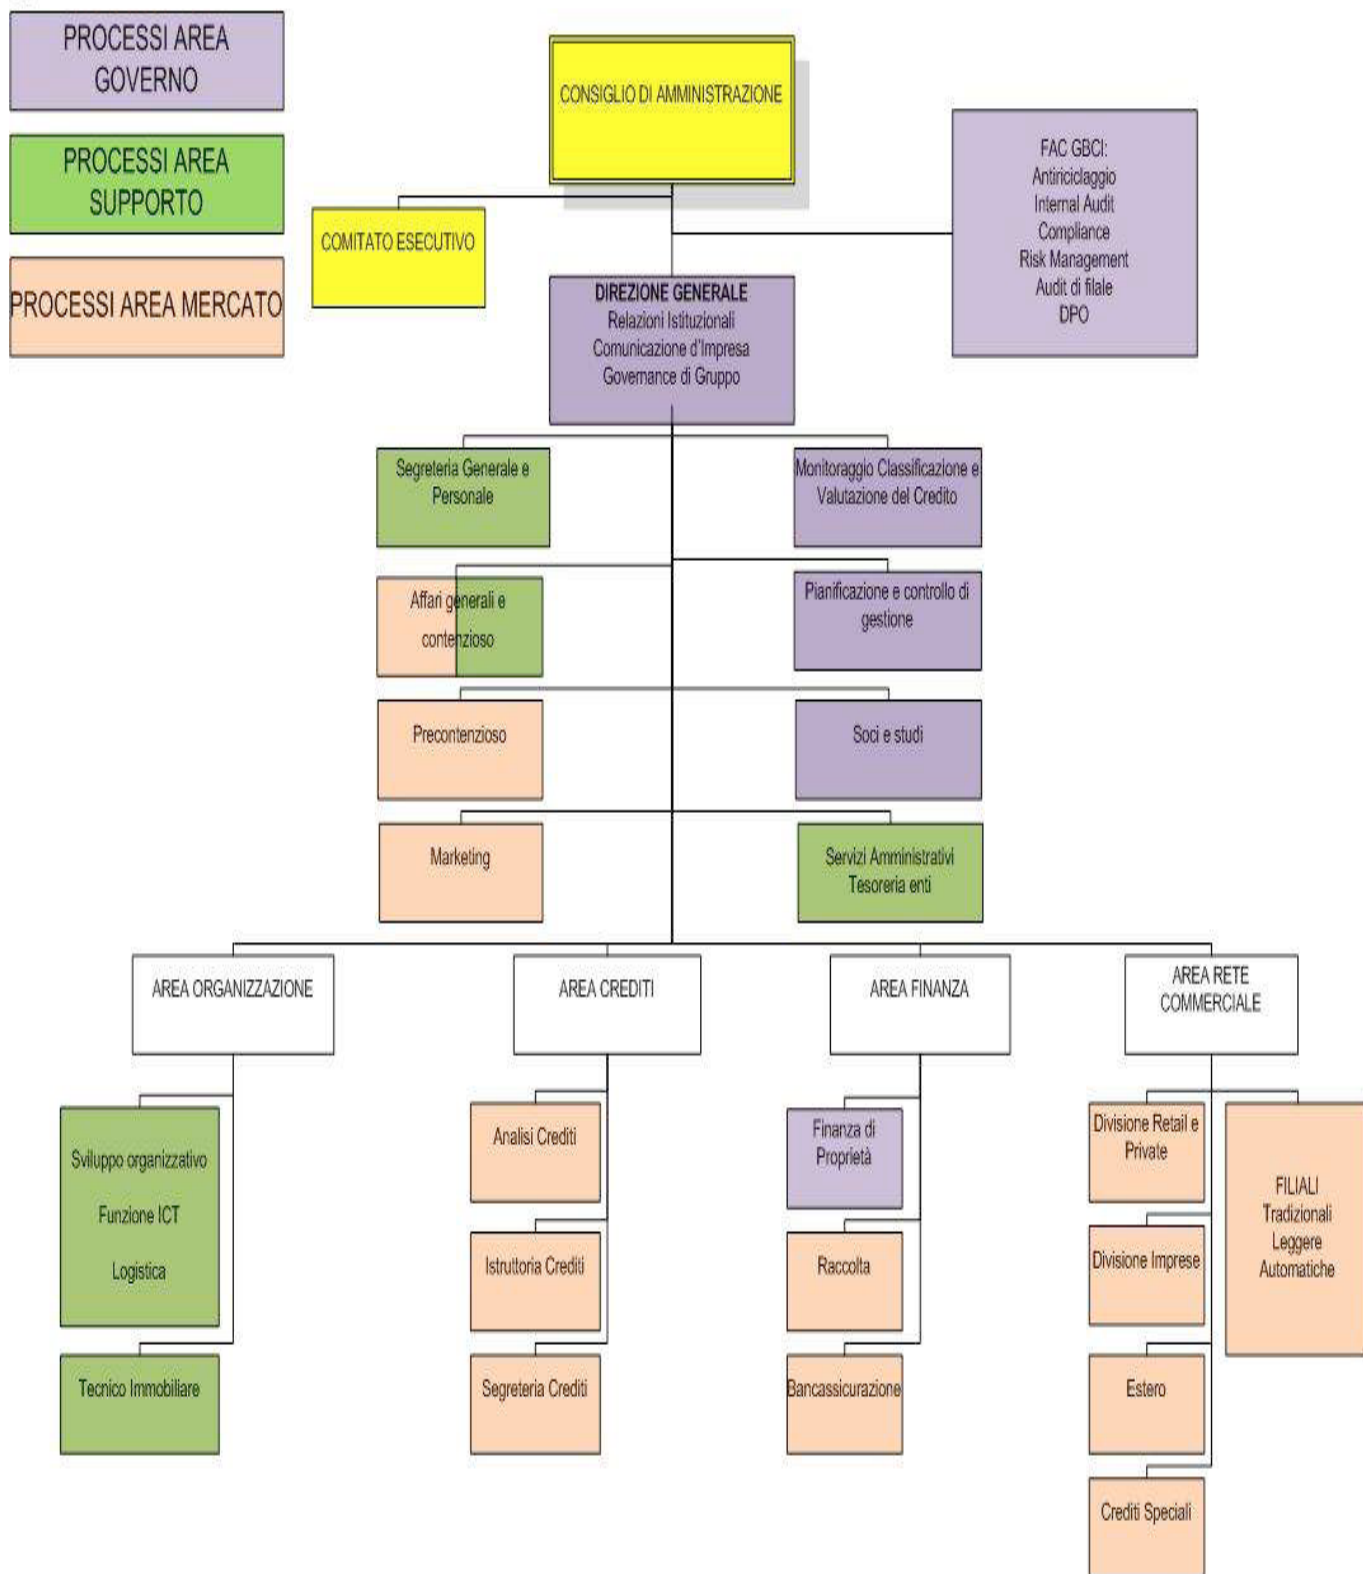 PROCESSI AREA
GOVERNO
PROCESSI AREA
SUPPORTO
PROCESSI AREA MERCATO
CONSIGLIO DI AMMINISTRAZIONE
COMITATO ESECUTIVO
FAC GBCI:
Antiriciclaggio
Internal Audit
Compliance
Risk Management
Audit di filale
DPO
DIREZIONE GENERALE
Relazioni Istituzionali
Comunicazione d'Impresa
Governance di Gruppo
Segreteria Generale e
Personale
Monitoraggio Classificazione e
Valutazione del Credito
Affari generali e
contenzioso
Pianificazione e controllo di
gestione
Precontenzioso
Soci e studi
Marketing
Servizi Amministrativi
Tesoreria enti
AREA ORGANIZZAZIONE
AREA CREDITI
AREA FINANZA
AREA RETE
COMMERCIALE
Sviluppo organizzativo
Funzione ICT
Logistica
Tecnico Immobiliare
Analisi Crediti
Istruttoria Crediti
Segreteria Crediti
Finanza di
Proprietà
Raccolta
Bancassicurazione
Divisione Retail e
Private
Divisione Imprese
Estero
Crediti Speciali
FILIALI
Tradizionali
Leggere
Automatiche